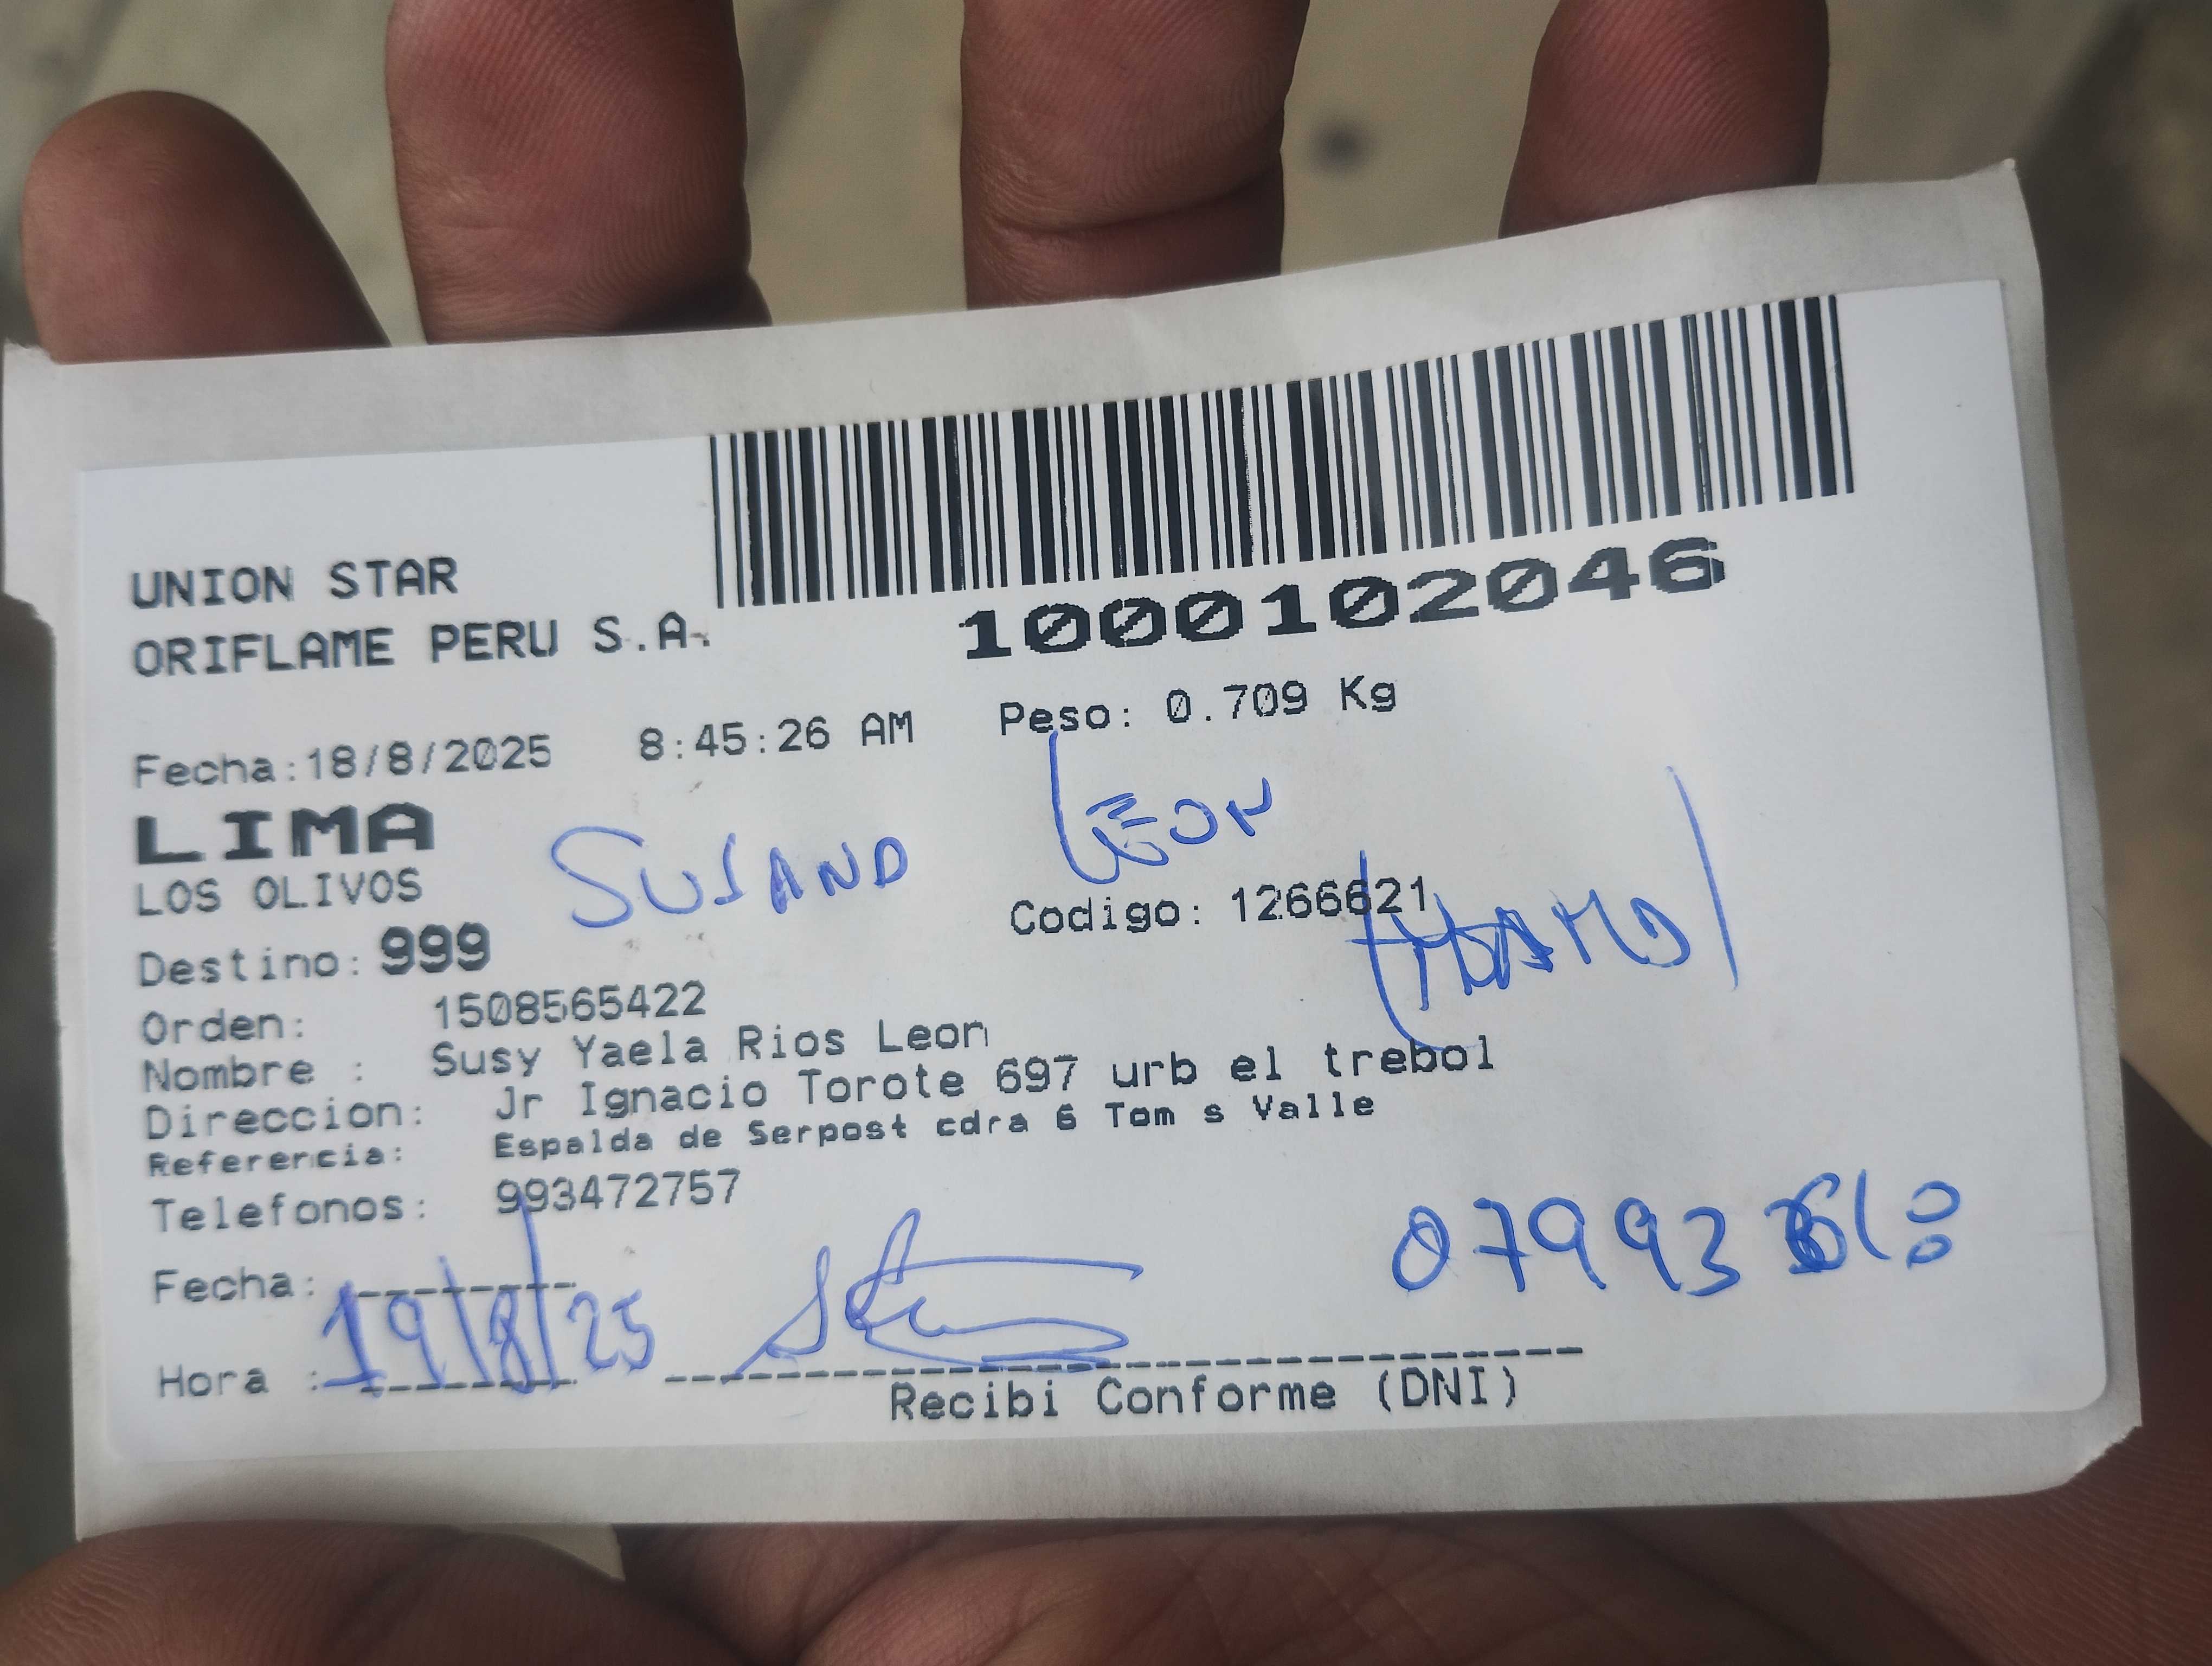 UNION STAR
ORIFLAME PERU S.A.
1000102046
Fecha:18/8/2025 8:45:26 AM Peso: 0.709 Kg
LIMA
LOS OLIVOS
SUSANA LEON
Codigo: 1266621
(MAMA)
Destino: 999
Orden: 1508565422
Nombre : Susy Yaela Rios Leon
Direccion: Jr Ignacio Torote 697 urb el trebol
Referencia: Espalda de Serpost cdra 6 Tom s Valle
Telefonos: 993472757
Fecha:
19/8/25
Hora :
Recibi Conforme (DNI)